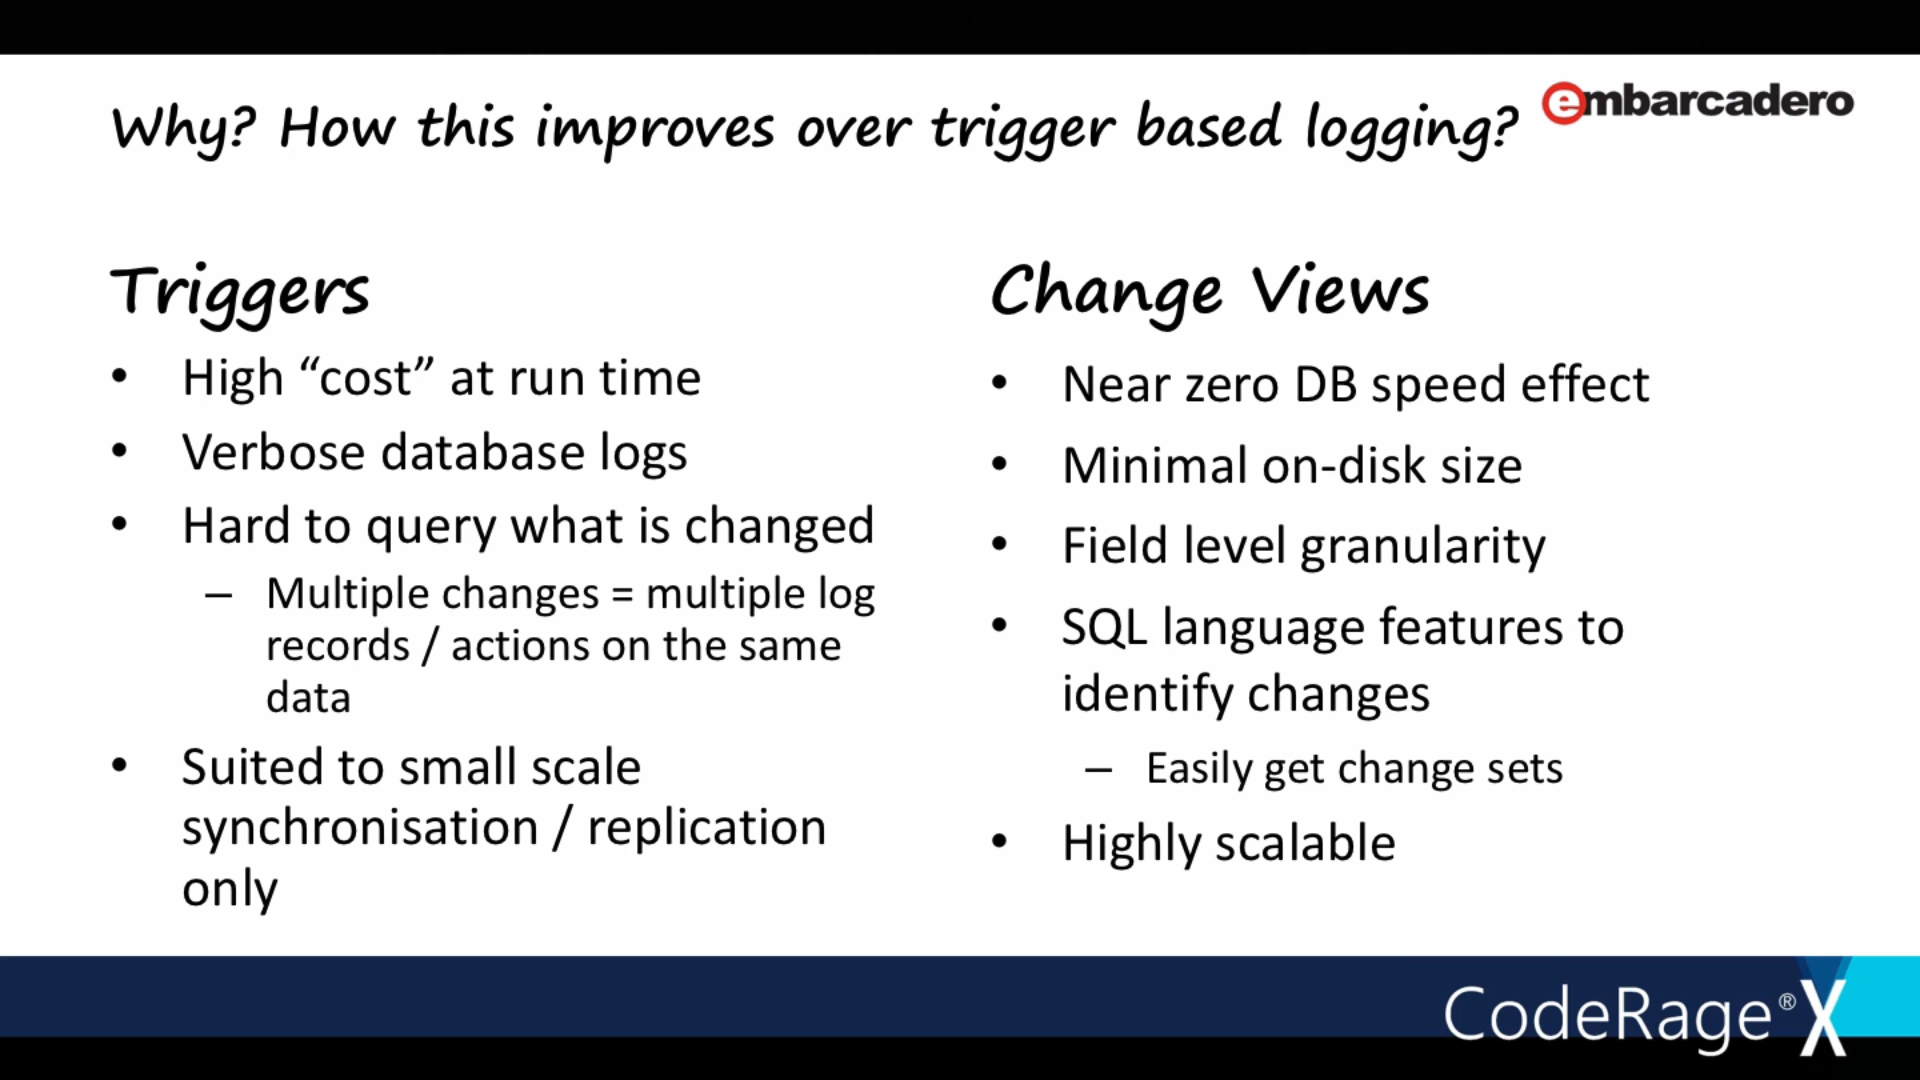 Why? How this improves over trigger based logging?
embarcadero
Triggers
• High “cost” at run time
• Verbose database logs
• Hard to query what is changed
– Multiple changes = multiple log
records / actions on the same
data
• Suited to small scale
synchronisation / replication
only
Change Views
• Near zero DB speed effect
• Minimal on-disk size
• Field level granularity
• SQL language features to
identify changes
– Easily get change sets
• Highly scalable
CodeRage® X